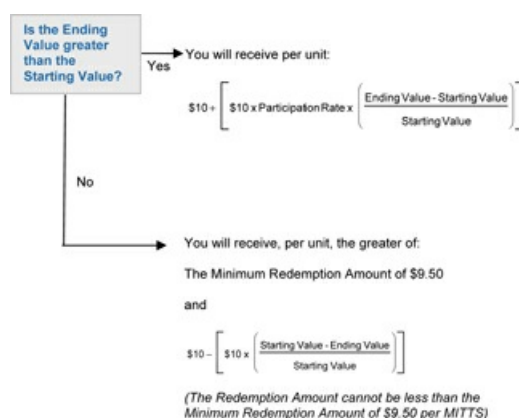 Is the Ending
Value greater
than the
Starting Value?
Yes
You will receive per unit:
$10 + [ $10 x Participation Rate x ( Ending Value - Starting Value
Starting Value ) ]
No
You will receive, per unit, the greater of:
The Minimum Redemption Amount of $9.50
and
$10 – [ $10 x ( Starting Value - Ending Value
Starting Value ) ]
(The Redemption Amount cannot be less than the
Minimum Redemption Amount of $9.50 per MITTS)